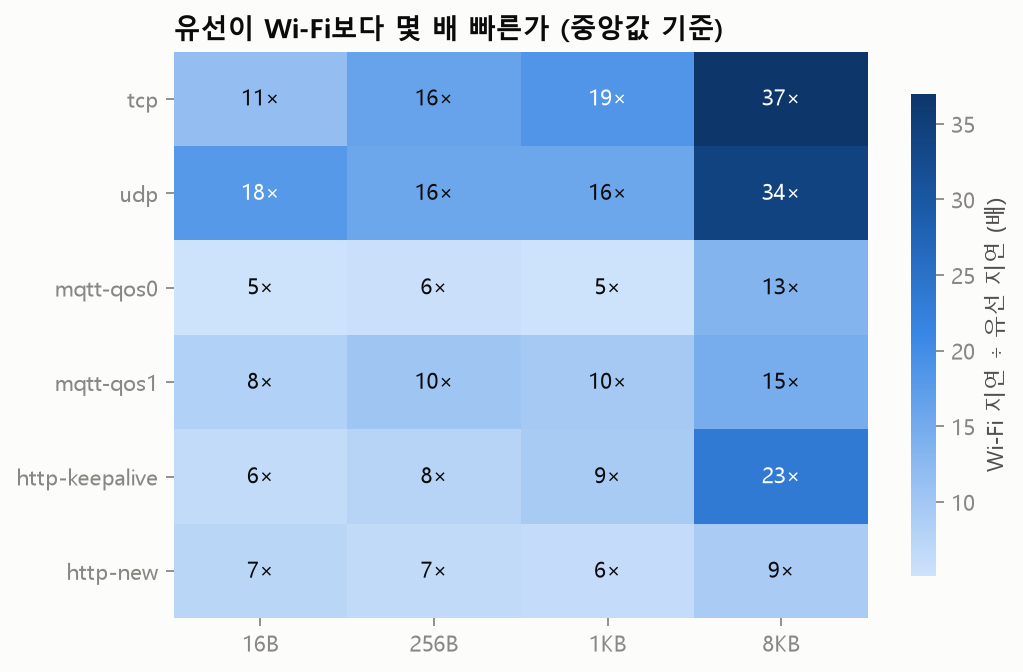 유선이 Wi-Fi보다 몇 배 빠른가 (중앙값 기준)
tcp 11× 16× 19× 37×
udp 18× 16× 16× 34×
mqtt-qos0 5× 6× 5× 13×
mqtt-qos1 8× 10× 10× 15×
http-keepalive 6× 8× 9× 23×
http-new 7× 7× 6× 9×
16B 256B 1KB 8KB
35
30
25
20
15
10
Wi-Fi 지연 ÷ 유선 지연 (배)